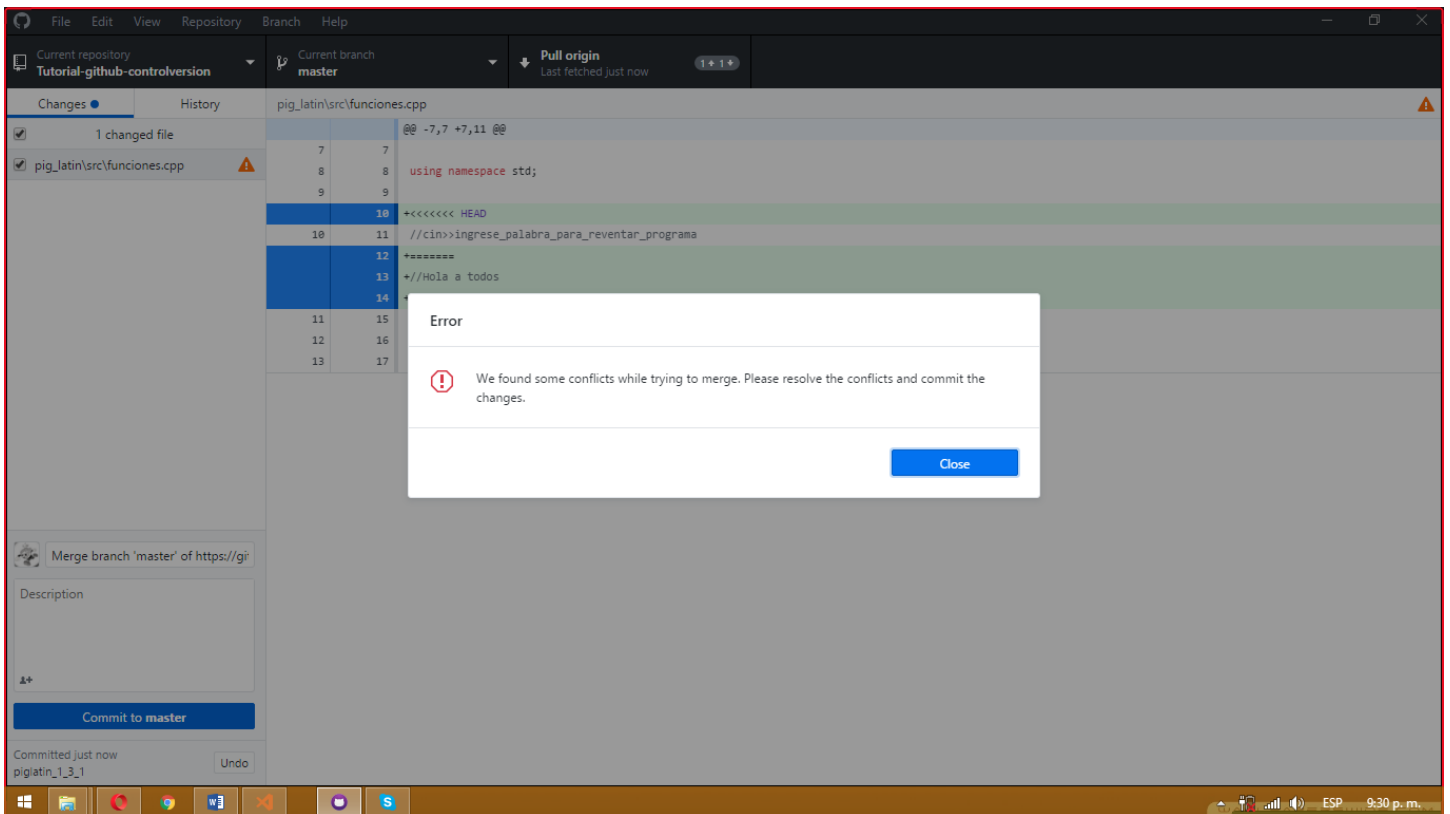 File Edit View Repository Branch Help
Current repository
Tutorial-github-controlversion
Current branch
master
Pull origin
Last fetched just now
1 1
Changes History
pig_latin\src\funciones.cpp
1 changed file
@@ -7,7 +7,11 @@
pig_latin\src\funciones.cpp
7 7
8 8 using namespace std;
9 9
10 +<<<<<<< HEAD
10 11 //cin>>ingrese_palabra_para_reventar_programa
12 +=======
13 +//Hola a todos
14 +
11 15
12 16
13 17
Error
We found some conflicts while trying to merge. Please resolve the conflicts and commit the
changes.
Close
Merge branch 'master' of https://git
Description
Commit to master
Committed just now
piglatin_1_3_1
Undo
ESP 9:30 p. m.